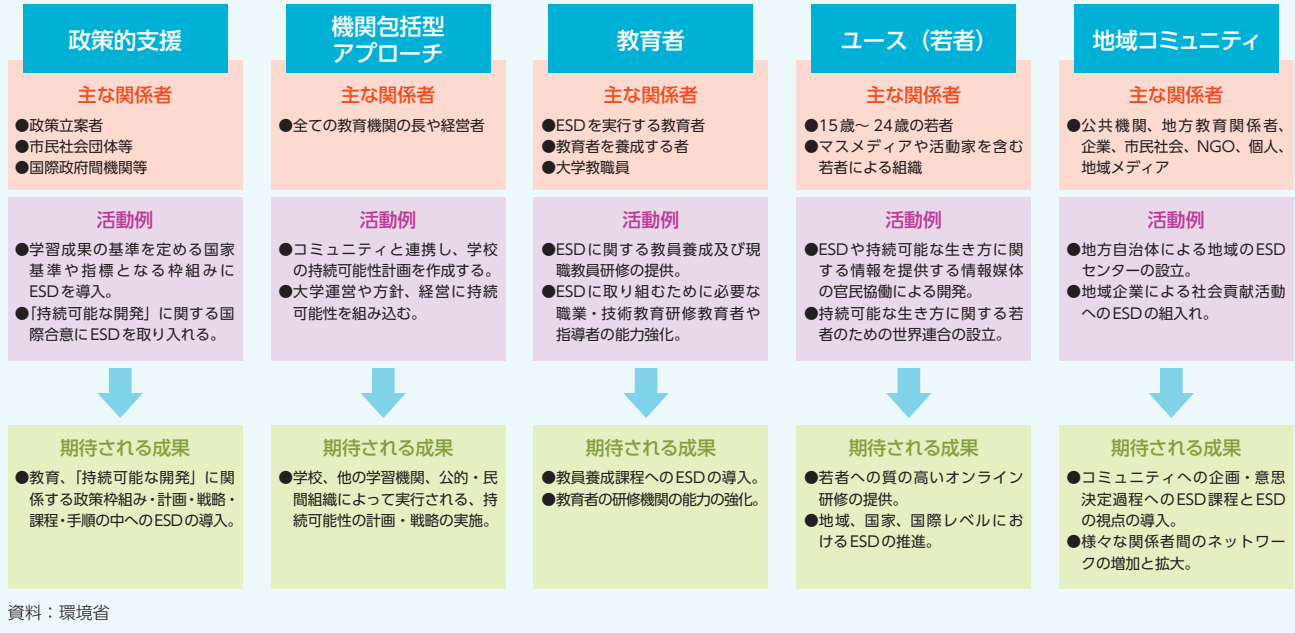 政策的支援
主な関係者
●政策立案者
●市民社会団体等
●国際政府間機関等
活動例
●学習成果の基準を定める国家
基準や指標となる枠組みに
ESDを導入。
●「持続可能な開発」に関する国
際合意にESDを取り入れる。
期待される成果
●教育、「持続可能な開発」に関
係する政策枠組み・計画・戦略・
課程・手順の中へのESDの導入。
機関包括型
アプローチ
主な関係者
●全ての教育機関の長や経営者
活動例
●コミュニティと連携し、学校
の持続可能性計画を作成する。
●大学運営や方針、経営に持続
可能性を組み込む。
期待される成果
●学校、他の学習機関、公的・民
間組織によって実行される、持
続可能性の計画・戦略の実施。
教育者
主な関係者
●ESDを実行する教育者
●教育者を養成する者
●大学教職員
活動例
●ESDに関する教員養成及び現
職教員研修の提供。
●ESDに取り組むために必要な
職業・技術教育研修教育者や
指導者の能力強化。
期待される成果
●教員養成課程へのESDの導入。
●教育者の研修機関の能力の強化。
ユース（若者）
主な関係者
●15歳～24歳の若者
●マスメディアや活動家を含む
若者による組織
活動例
●ESDや持続可能な生き方に関
する情報を提供する情報媒体
の官民協働による開発。
●持続可能な生き方に関する若
者のための世界連合の設立。
期待される成果
●若者への質の高いオンライン
研修の提供。
●地域、国家、国際レベルにお
けるESDの推進。
地域コミュニティ
主な関係者
●公共機関、地方教育関係者、
企業、市民社会、NGO、個人、
地域メディア
活動例
●地方自治体による地域のESD
センターの設立。
●地域企業による社会貢献活動
へのESDの組入れ。
期待される成果
●コミュニティへの企画・意思
決定過程へのESD課程とESD
の視点の導入。
●様々な関係者間のネットワー
クの増加と拡大。
資料：環境省